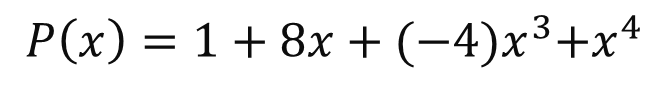 P(x) = 1 + 8x + (−4)x³+x⁴